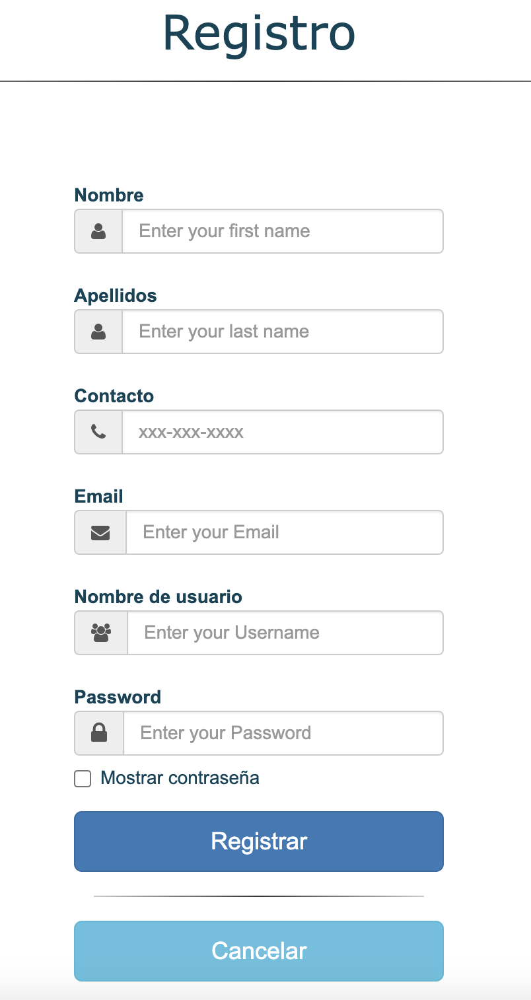 Registro
Nombre
Enter your first name
Apellidos
Enter your last name
Contacto
xxx-xxx-xxxx
Email
Enter your Email
Nombre de usuario
Enter your Username
Password
Enter your Password
Mostrar contraseña
Registrar
Cancelar